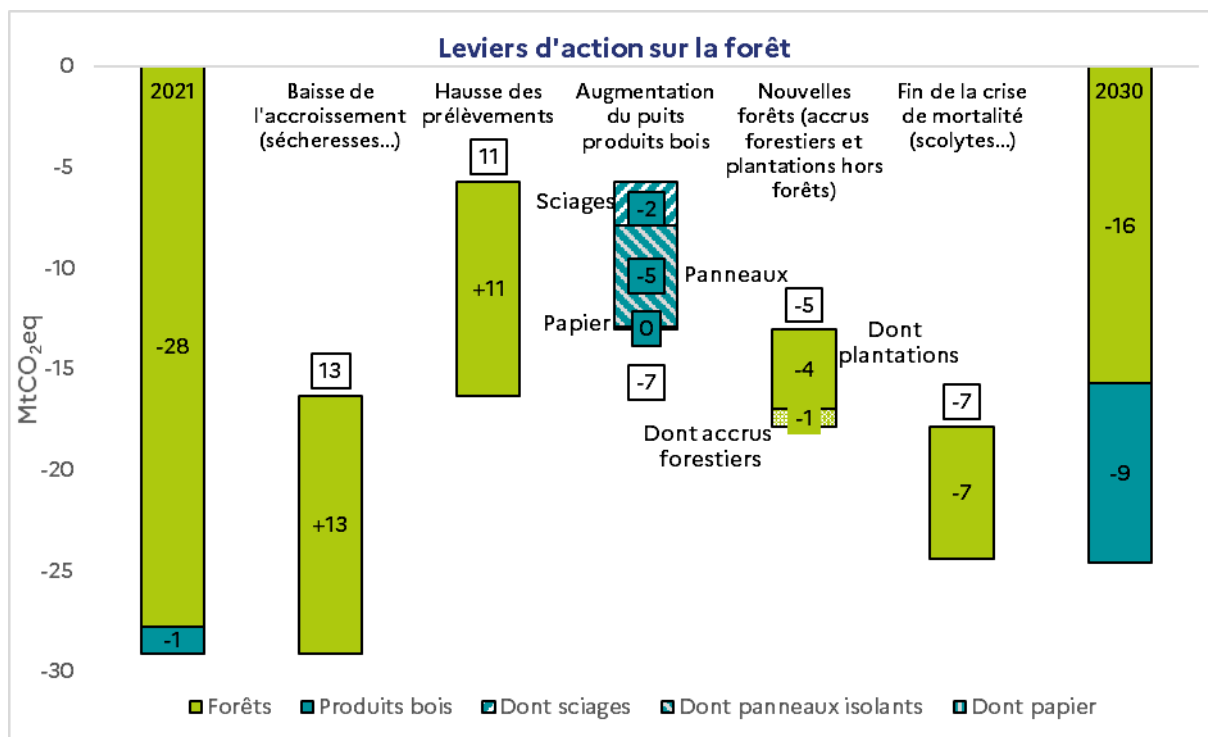 Leviers d'action sur la forêt
MtCO₂eq
0
-5
-10
-15
-20
-25
-30
2021
-28
-1
Baisse de
l'accroissement
(sécheresses...)
13
+13
Hausse des
prélèvements
11
+11
Augmentation
du puits
produits bois
Sciages
-2
-5
Panneaux
Papier
0
-7
Nouvelles
forêts (accrus
forestiers et
plantations hors
forêts)
-5
-4
Dont
plantations
-1
Dont accrus
forestiers
Fin de la crise
de mortalité
(scolytes...)
-7
-7
2030
-16
-9
Forêts
Produits bois
Dont sciages
Dont panneaux isolants
Dont papier